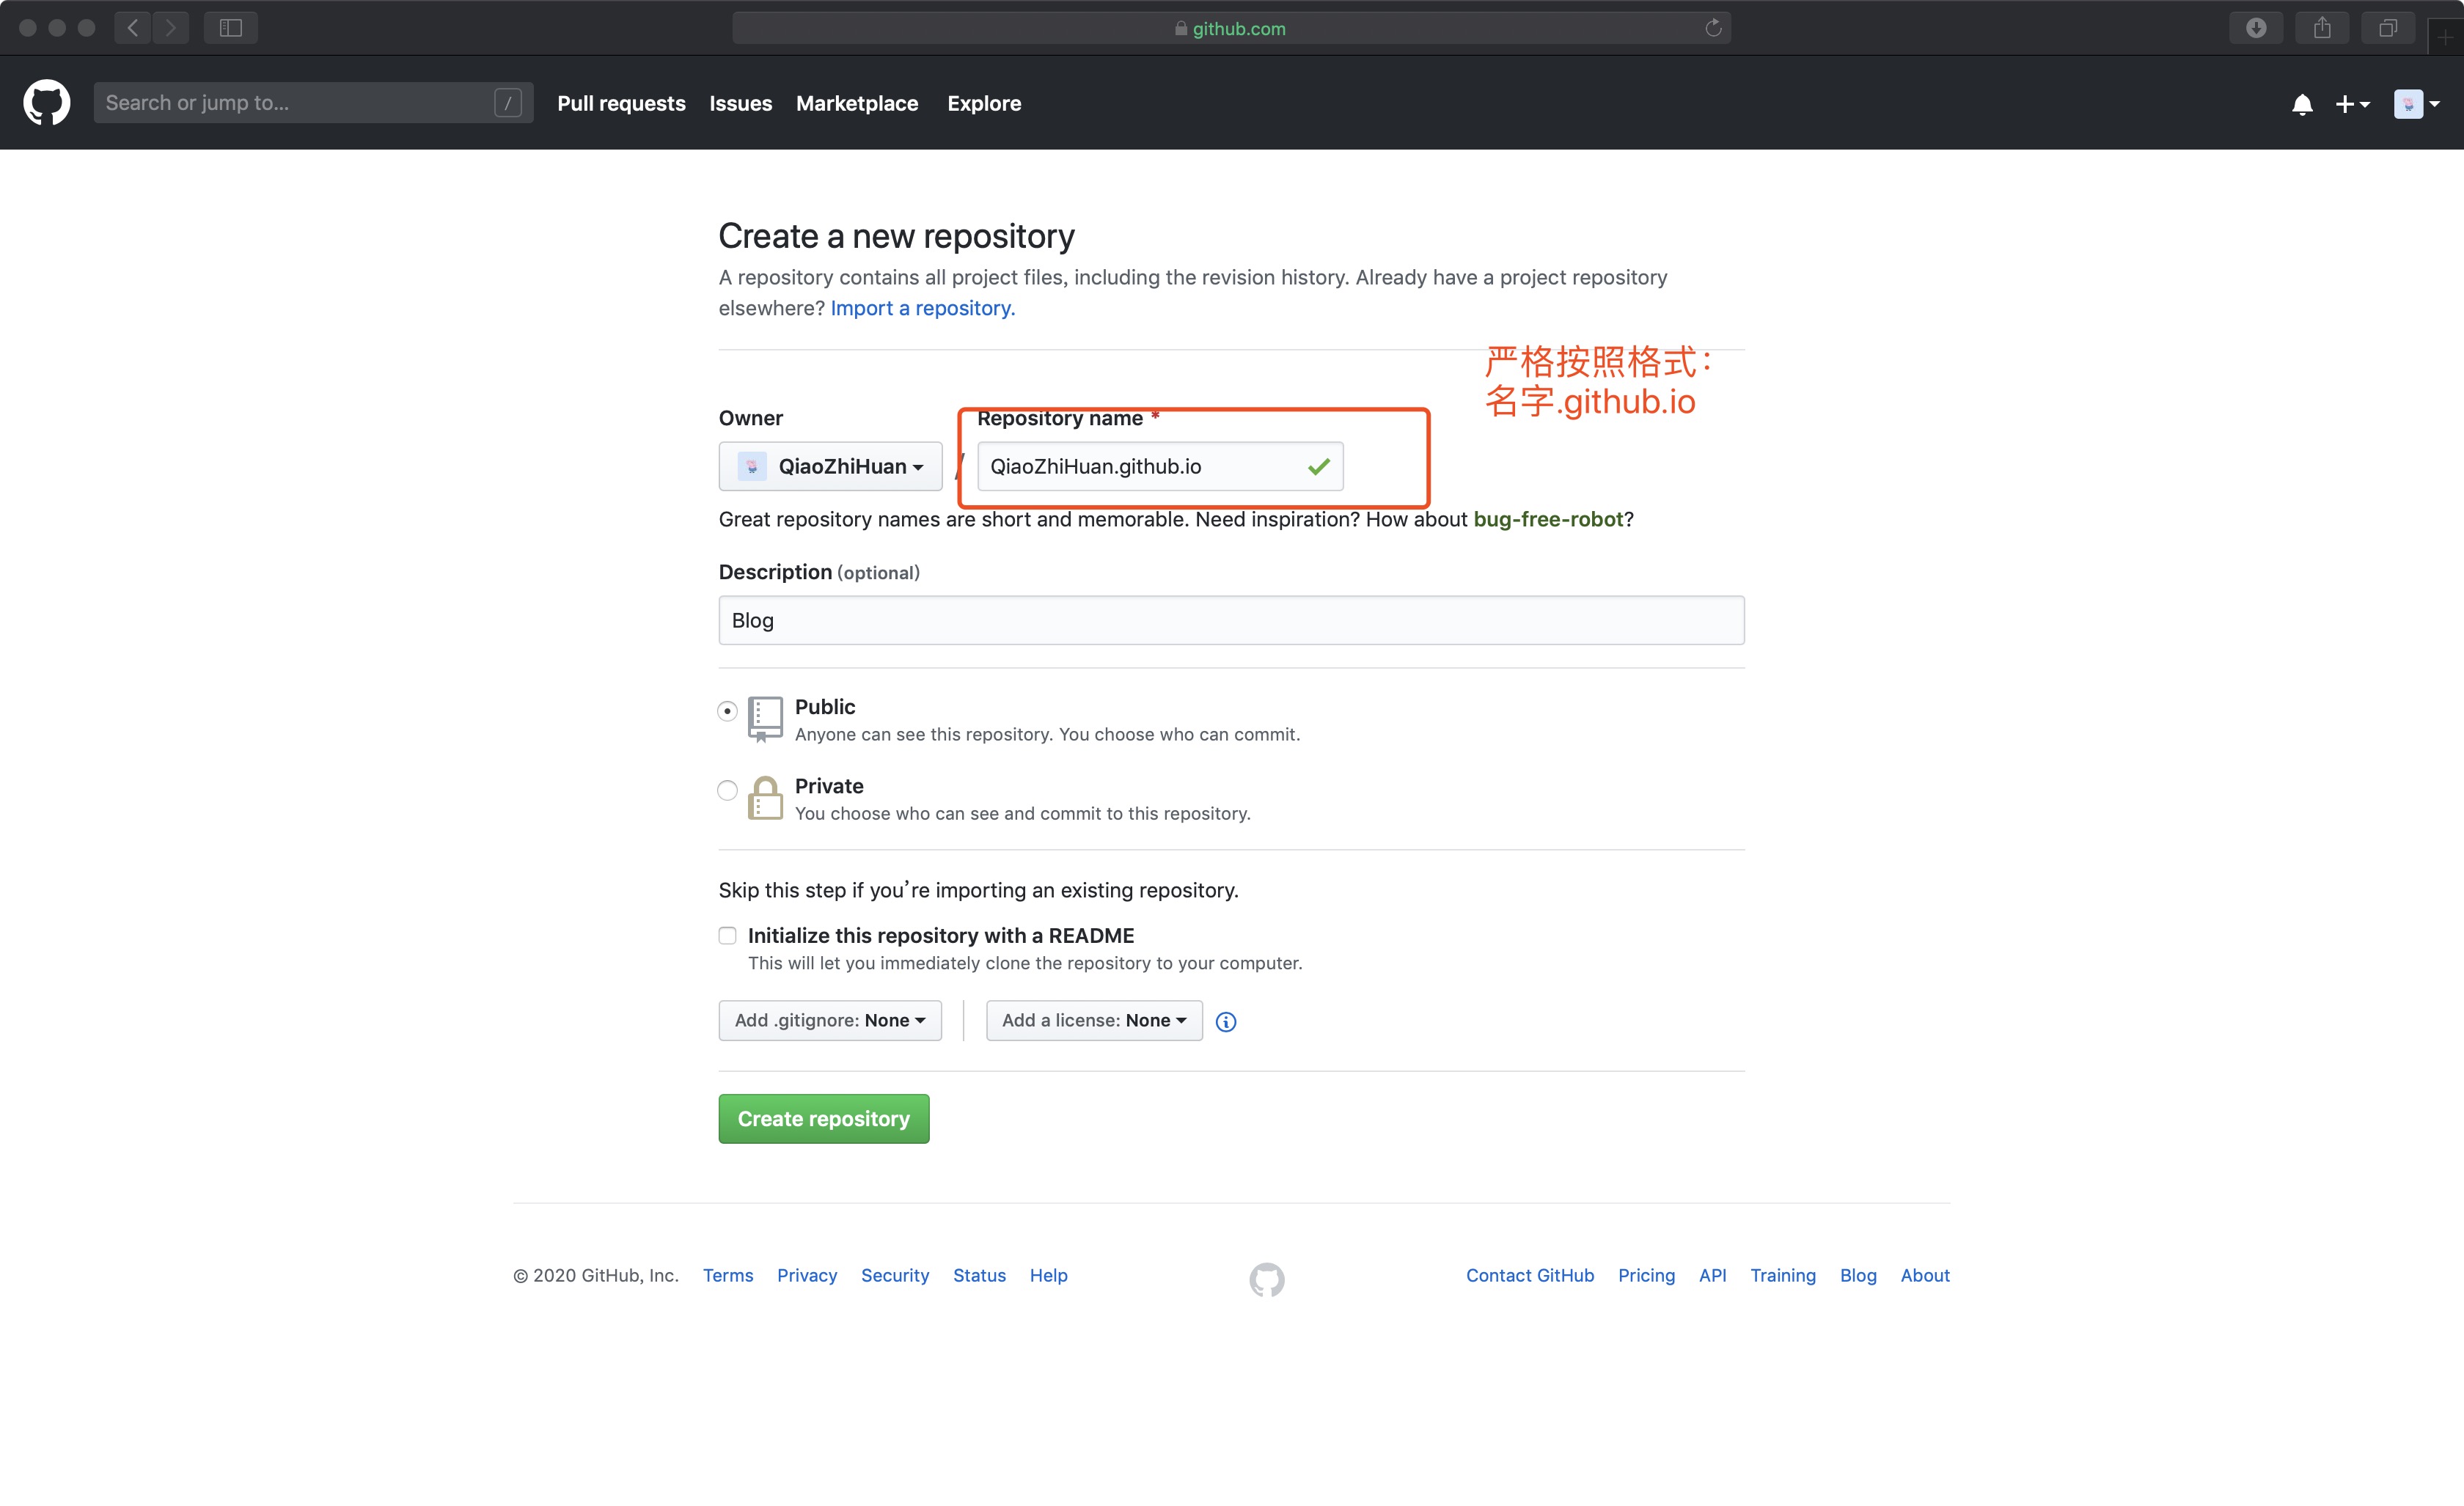 github.com
Search or jump to... /
Pull requests Issues Marketplace Explore
Create a new repository
A repository contains all project files, including the revision history. Already have a project repository
elsewhere? Import a repository.
严格按照格式：
名字.github.io
Owner
Repository name *
QiaoZhiHuan / QiaoZhiHuan.github.io
Great repository names are short and memorable. Need inspiration? How about bug-free-robot?
Description (optional)
Blog
Public
Anyone can see this repository. You choose who can commit.
Private
You choose who can see and commit to this repository.
Skip this step if you’re importing an existing repository.
Initialize this repository with a README
This will let you immediately clone the repository to your computer.
Add .gitignore: None Add a license: None
Create repository
© 2020 GitHub, Inc. Terms Privacy Security Status Help Contact GitHub Pricing API Training Blog About